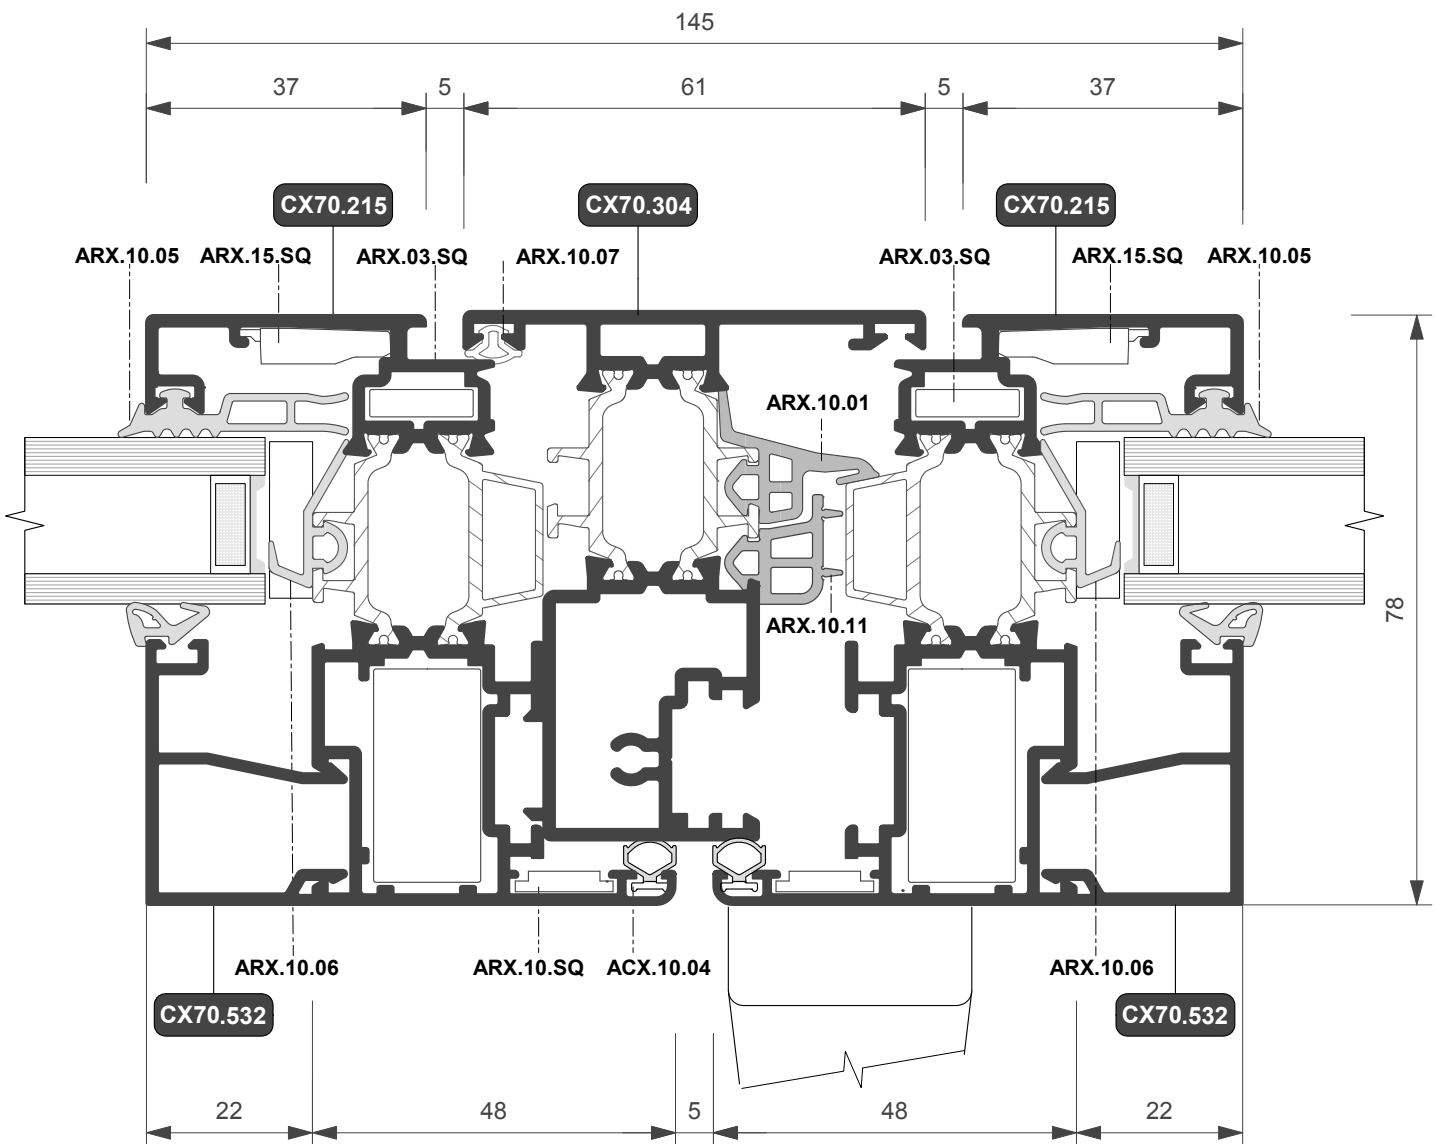 145
37 5 61 5 37
CX70.215 CX70.304 CX70.215
ARX.10.05 ARX.15.SQ ARX.03.SQ ARX.10.07 ARX.03.SQ ARX.15.SQ ARX.10.05
ARX.10.01
78
ARX.10.11
ARX.10.06 ARX.10.SQ ACX.10.04 ARX.10.06
CX70.532 CX70.532
22 48 5 48 22